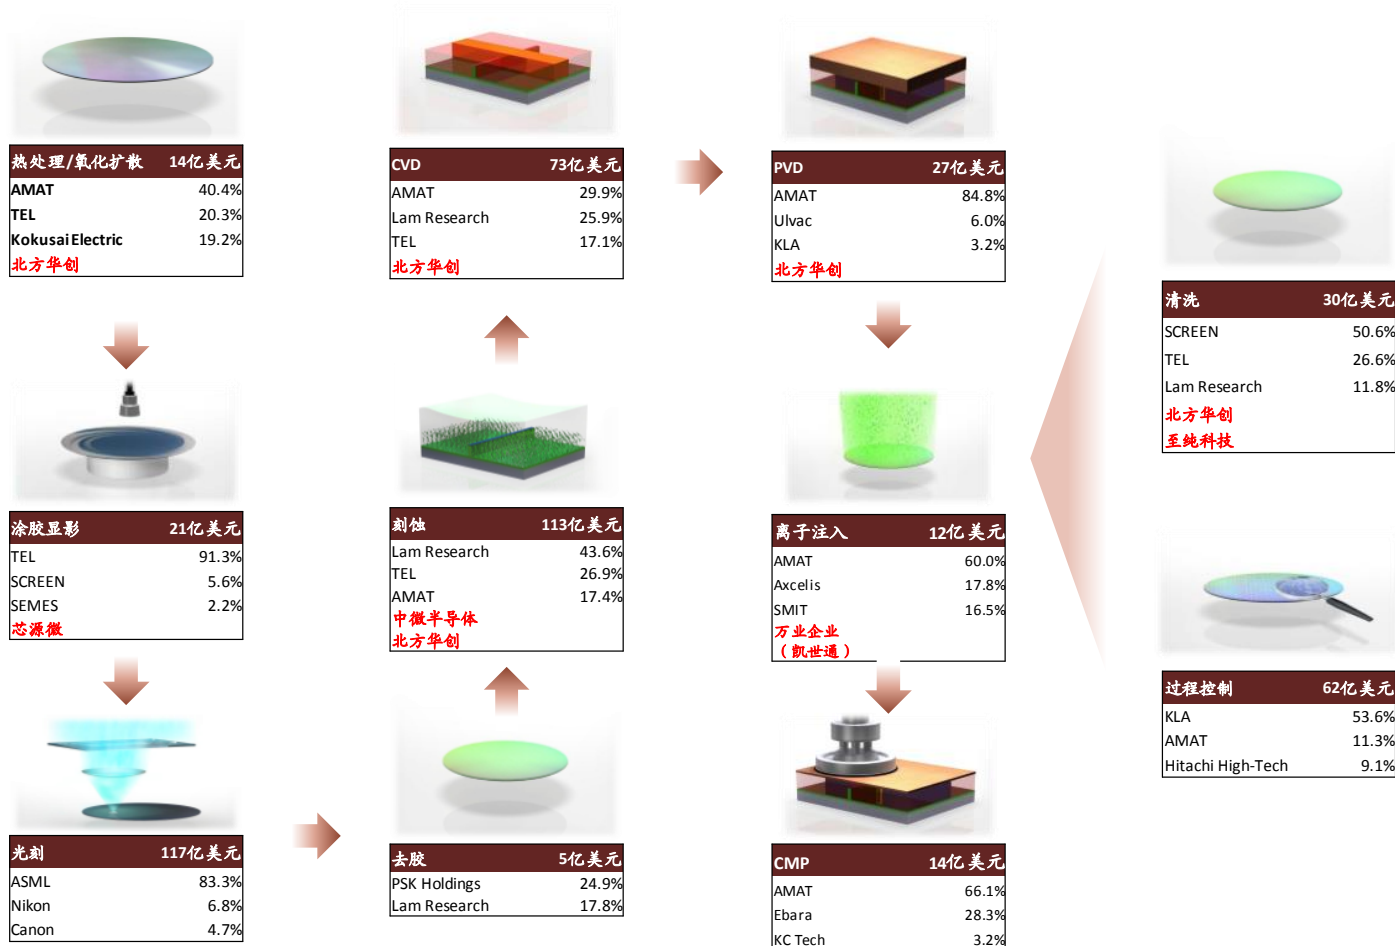 热处理/氧化扩散 14亿美元
AMAT 40.4%
TEL 20.3%
Kokusai Electric 19.2%
北方华创
涂胶显影 21亿美元
TEL 91.3%
SCREEN 5.6%
SEMES 2.2%
芯源微
光刻 117亿美元
ASML 83.3%
Nikon 6.8%
Canon 4.7%
去胶 5亿美元
PSK Holdings 24.9%
Lam Research 17.8%
刻蚀 113亿美元
Lam Research 43.6%
TEL 26.9%
AMAT 17.4%
中微半导体
北方华创
CVD 73亿美元
AMAT 29.9%
Lam Research 25.9%
TEL 17.1%
北方华创
PVD 27亿美元
AMAT 84.8%
Ulvac 6.0%
KLA 3.2%
北方华创
离子注入 12亿美元
AMAT 60.0%
Axcelis 17.8%
SMIT 16.5%
万业企业
（凯世通）
CMP 14亿美元
AMAT 66.1%
Ebara 28.3%
KC Tech 3.2%
清洗 30亿美元
SCREEN 50.6%
TEL 26.6%
Lam Research 11.8%
北方华创
至纯科技
过程控制 62亿美元
KLA 53.6%
AMAT 11.3%
Hitachi High-Tech 9.1%